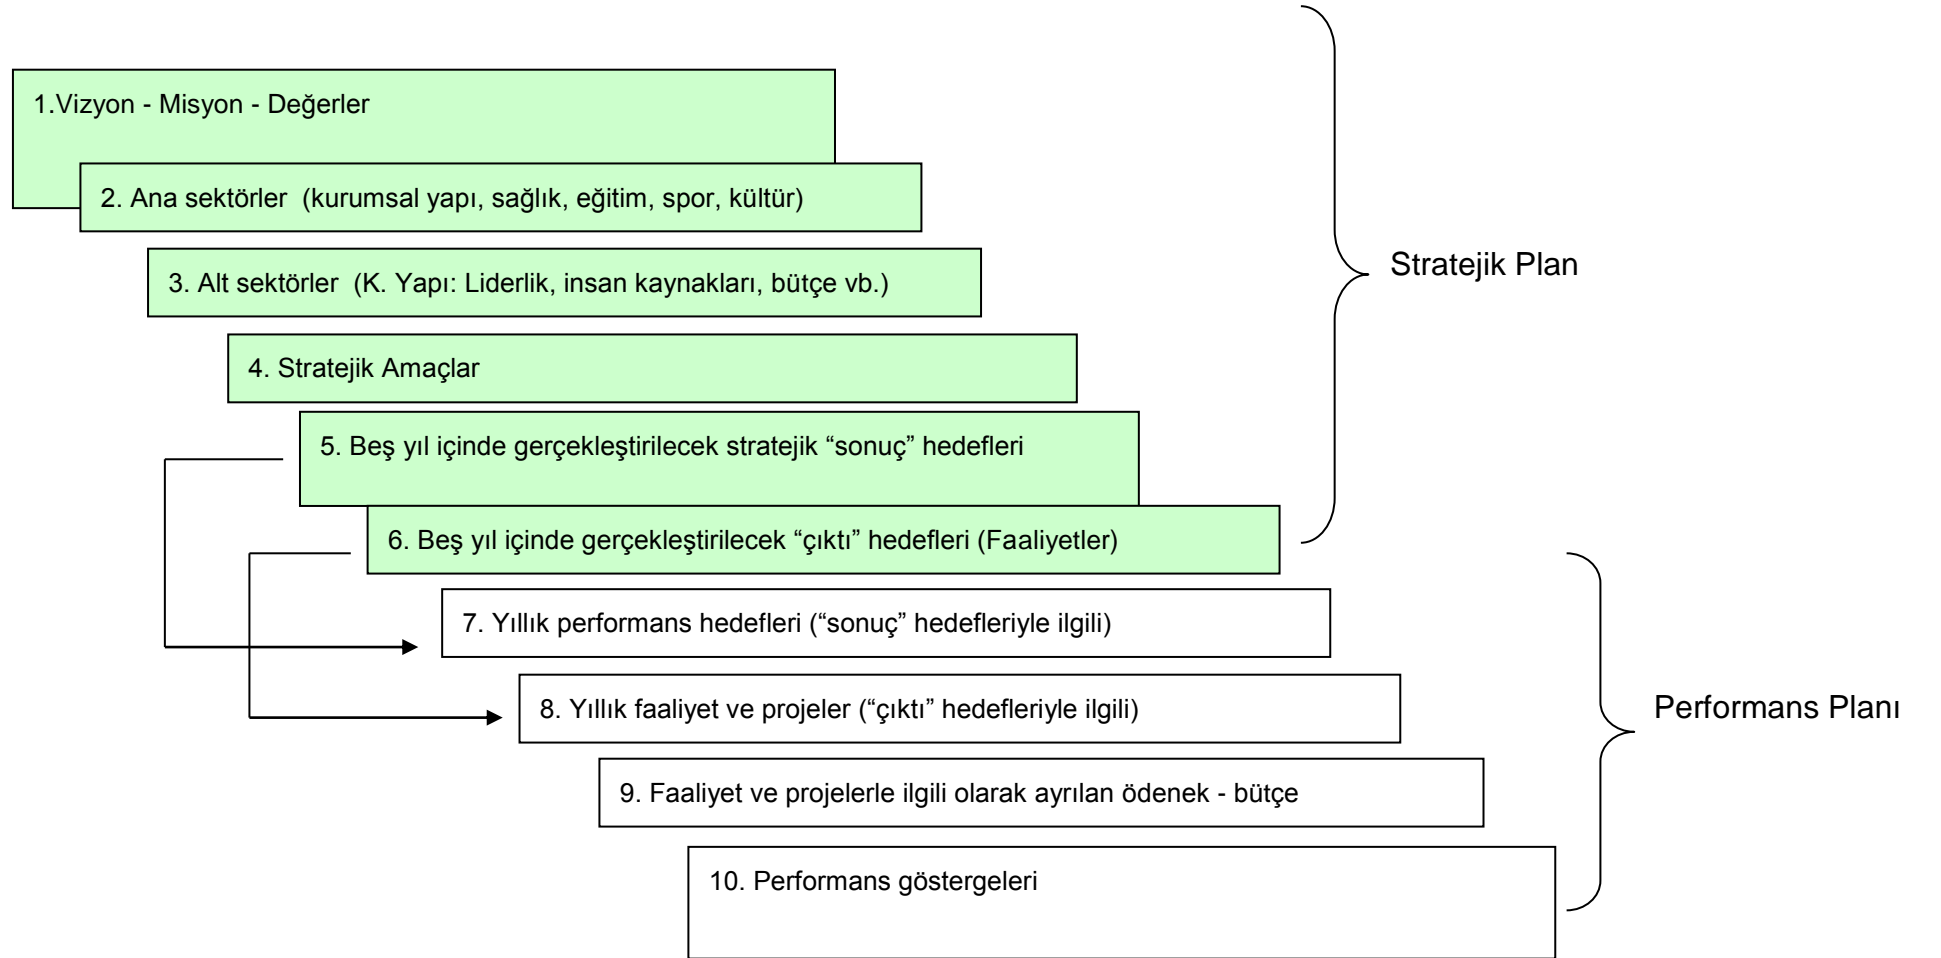 1.Vizyon - Misyon - Değerler
2. Ana sektörler (kurumsal yapı, sağlık, eğitim, spor, kültür)
3. Alt sektörler (K. Yapı: Liderlik, insan kaynakları, bütçe vb.)
Stratejik Plan
4. Stratejik Amaçlar
5. Beş yıl içinde gerçekleştirilecek stratejik “sonuç” hedefleri
6. Beş yıl içinde gerçekleştirilecek “çıktı” hedefleri (Faaliyetler)
7. Yıllık performans hedefleri (“sonuç” hedefleriyle ilgili)
8. Yıllık faaliyet ve projeler (“çıktı” hedefleriyle ilgili)
Performans Planı
9. Faaliyet ve projelerle ilgili olarak ayrılan ödenek - bütçe
10. Performans göstergeleri